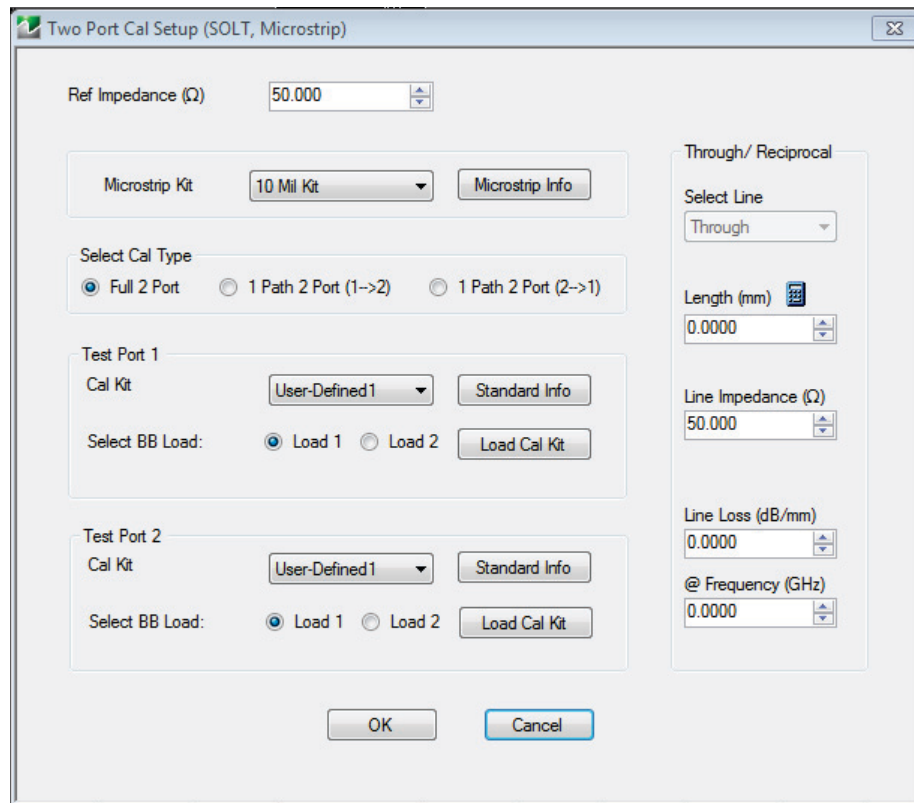 Two Port Cal Setup (SOLT, Microstrip)
Ref Impedance (Ω) 50.000
Microstrip Kit 10 Mil Kit Microstrip Info
Select Cal Type
Full 2 Port 1 Path 2 Port (1-->2) 1 Path 2 Port (2-->1)
Test Port 1
Cal Kit User-Defined1 Standard Info
Select BB Load: Load 1 Load 2 Load Cal Kit
Test Port 2
Cal Kit User-Defined1 Standard Info
Select BB Load: Load 1 Load 2 Load Cal Kit
Through/ Reciprocal
Select Line
Through
Length (mm)
0.0000
Line Impedance (Ω)
50.000
Line Loss (dB/mm)
0.0000
@ Frequency (GHz)
0.0000
OK Cancel